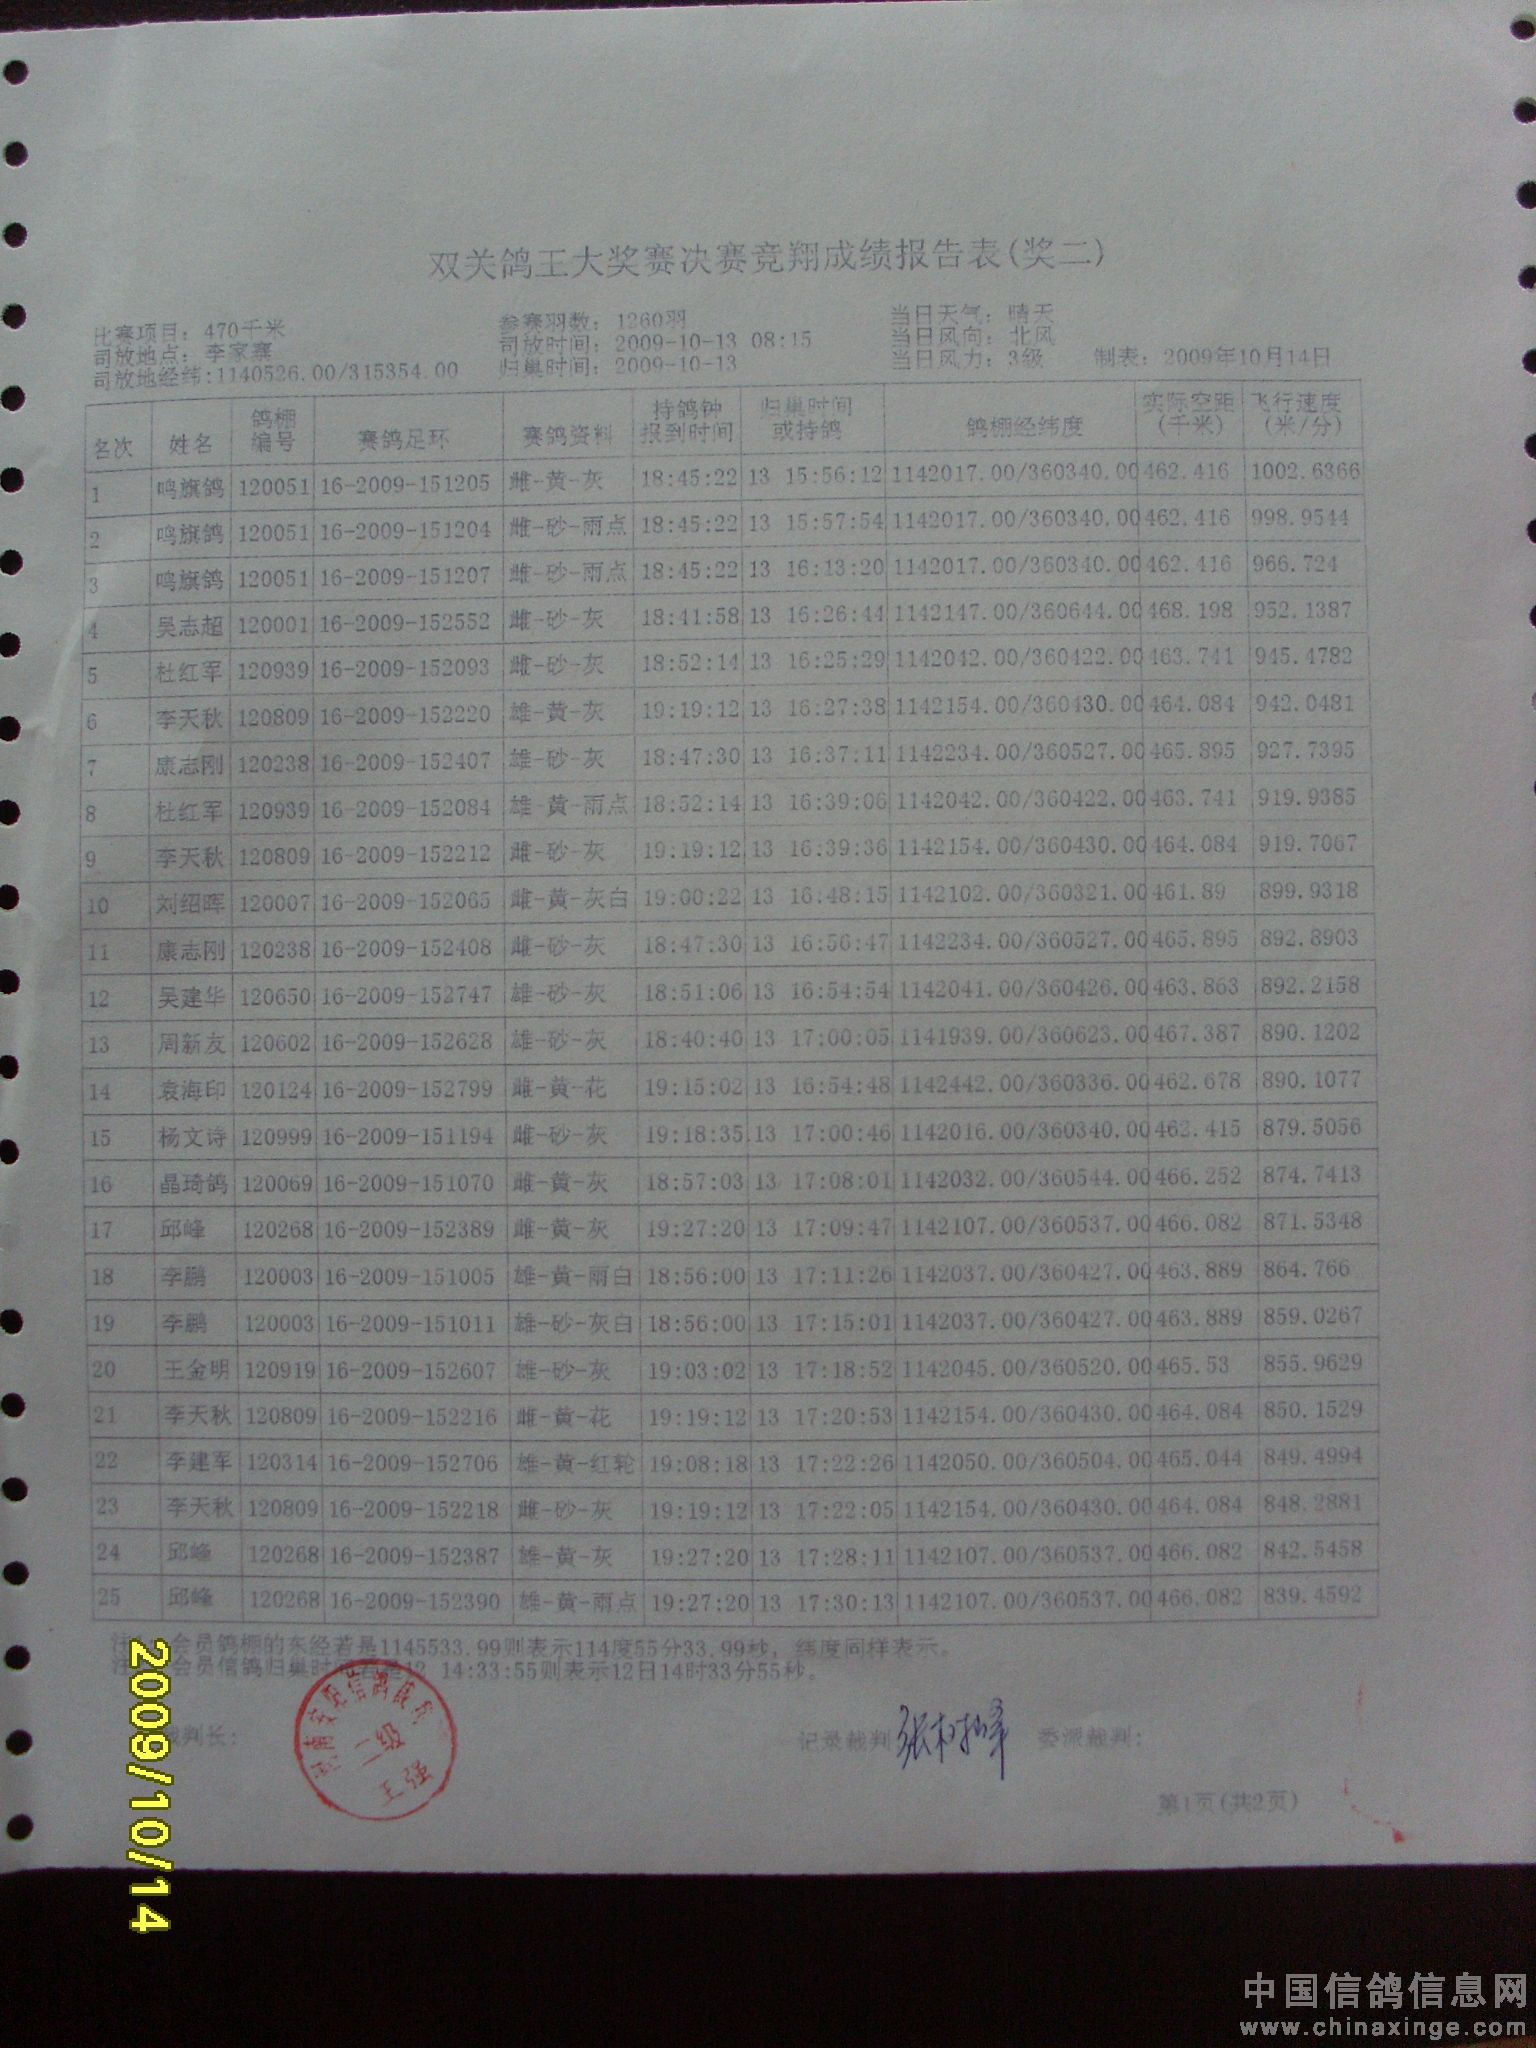 双关鸽王大奖赛决赛竞翔成绩报告表(奖二)
比赛项目: 470千米 参赛羽数: 1260羽 当日天气: 晴天
司放地点: 李家寨 司放时间: 2009-10-13 08:15 当日风向: 北风
司放地经纬:1140526.00/315354.00 归巢时间: 2009-10-13 当日风力: 3级 制表: 2009年10月14日
名次 姓名 鸽棚编号 赛鸽足环 赛鸽资料 持鸽钟报到时间 归巢时间或持鸽 鸽棚经纬度 实际空距(千米) 飞行速度(米/分)
1 鸣旗鸽 120051 16-2009-151205 雌-黄-灰 18:45:22 13 15:56:12 1142017.00/360340.00 462.416 1002.6366
2 鸣旗鸽 120051 16-2009-151204 雌-砂-雨点 18:45:22 13 15:57:54 1142017.00/360340.00 462.416 998.9544
3 鸣旗鸽 120051 16-2009-151207 雌-砂-雨点 18:45:22 13 16:13:20 1142017.00/360340.00 462.416 966.724
4 吴志超 120001 16-2009-152552 雌-砂-灰 18:41:58 13 16:26:44 1142147.00/360644.00 468.198 952.1387
5 杜红军 120939 16-2009-152093 雌-砂-灰 18:52:14 13 16:25:29 1142042.00/360422.00 463.741 945.4782
6 李天秋 120809 16-2009-152220 雄-黄-灰 19:19:12 13 16:27:38 1142154.00/360430.00 464.084 942.0481
7 康志刚 120238 16-2009-152407 雄-砂-灰 18:47:30 13 16:37:11 1142234.00/360527.00 465.895 927.7395
8 杜红军 120939 16-2009-152084 雄-黄-雨点 18:52:14 13 16:39:06 1142042.00/360422.00 463.741 919.9385
9 李天秋 120809 16-2009-152212 雌-砂-灰 19:19:12 13 16:39:36 1142154.00/360430.00 464.084 919.7067
10 刘绍晖 120007 16-2009-152065 雌-黄-灰白 19:00:22 13 16:48:15 1142102.00/360321.00 461.89 899.9318
11 康志刚 120238 16-2009-152408 雌-砂-灰 18:47:30 13 16:56:47 1142234.00/360527.00 465.895 892.8903
12 吴建华 120650 16-2009-152747 雄-砂-灰 18:51:06 13 16:54:54 1142041.00/360426.00 463.863 892.2158
13 周新友 120602 16-2009-152628 雄-砂-灰 18:40:40 13 17:00:05 1141939.00/360623.00 467.387 890.1202
14 袁海印 120124 16-2009-152799 雌-黄-花 19:15:02 13 16:54:48 1142442.00/360336.00 462.678 890.1077
15 杨文诗 120999 16-2009-151194 雌-砂-灰 19:18:35 13 17:00:46 1142016.00/360340.00 462.415 879.5056
16 晶琦鸽 120069 16-2009-151070 雌-黄-灰 18:57:03 13 17:08:01 1142032.00/360544.00 466.252 874.7413
17 邱峰 120268 16-2009-152389 雌-黄-灰 19:27:20 13 17:09:47 1142107.00/360537.00 466.082 871.5348
18 李鹏 120003 16-2009-151005 雄-黄-雨白 18:56:00 13 17:11:26 1142037.00/360427.00 463.889 864.766
19 李鹏 120003 16-2009-151011 雄-砂-灰白 18:56:00 13 17:15:01 1142037.00/360427.00 463.889 859.0267
20 王金明 120919 16-2009-152607 雄-砂-灰 19:03:02 13 17:18:52 1142045.00/360520.00 465.53 855.9629
21 李天秋 120809 16-2009-152216 雌-黄-花 19:19:12 13 17:20:53 1142154.00/360430.00 464.084 850.1529
22 李建军 120314 16-2009-152706 雄-黄-红轮 19:08:18 13 17:22:26 1142050.00/360504.00 465.044 849.4994
23 李天秋 120809 16-2009-152218 雌-砂-灰 19:19:12 13 17:22:05 1142154.00/360430.00 464.084 848.2881
24 邱峰 120268 16-2009-152387 雄-黄-灰 19:27:20 13 17:28:11 1142107.00/360537.00 466.082 842.5458
25 邱峰 120268 16-2009-152390 雄-黄-雨点 19:27:20 13 17:30:13 1142107.00/360537.00 466.082 839.4592
会员鸽棚的东经若是1145533.99则表示114度55分33.99秒，纬度同样表示。
会员信鸽归巢时 14:33:55则表示12日14时33分55秒。
裁判长: 记录裁判 委派裁判:
二级
王强
第1页(共2页)
2009/10/14
中国信鸽信息网
www.chinaxinge.com